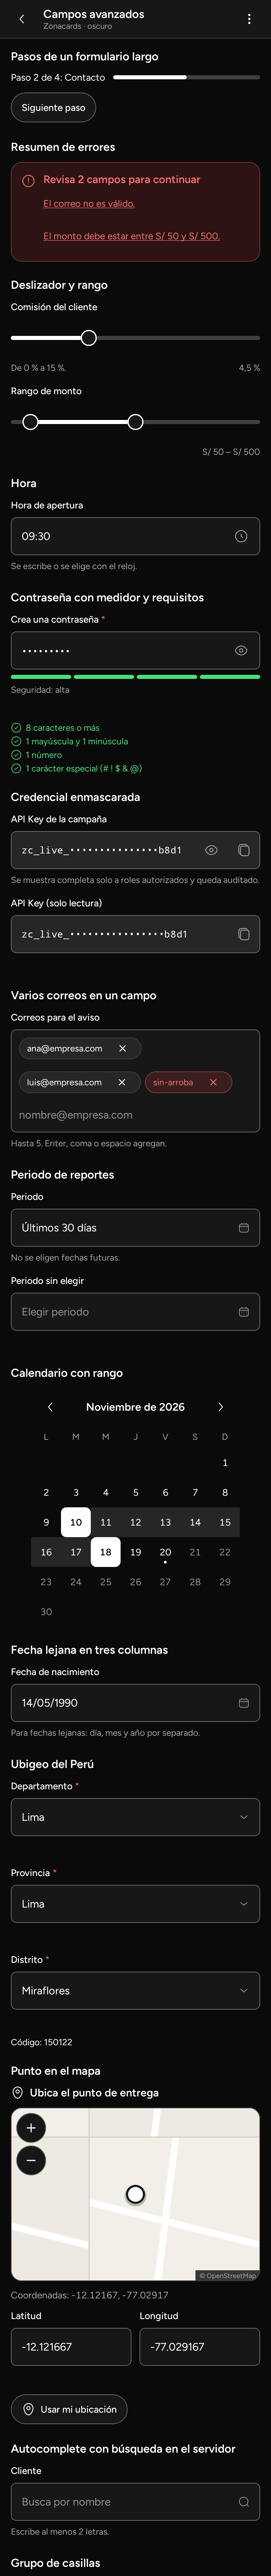 Campos avanzados
Zonacards · oscuro
Pasos de un formulario largo
Paso 2 de 4: Contacto
Siguiente paso
Resumen de errores
Revisa 2 campos para continuar
El correo no es válido.
El monto debe estar entre S/ 50 y S/ 500.
Deslizador y rango
Comisión del cliente
De 0 % a 15 %.
4,5 %
Rango de monto
S/ 50 – S/ 500
Hora
Hora de apertura
09:30
Se escribe o se elige con el reloj.
Contraseña con medidor y requisitos
Crea una contraseña *
•••••••••
Seguridad: alta
8 caracteres o más
1 mayúscula y 1 minúscula
1 número
1 carácter especial (# ! $ & @)
Credencial enmascarada
API Key de la campaña
zc_live_••••••••••••••••b8d1
Se muestra completa solo a roles autorizados y queda auditado.
API Key (solo lectura)
zc_live_•••••••••••••••••b8d1
Varios correos en un campo
Correos para el aviso
ana@empresa.com
luis@empresa.com
sin-arroba
nombre@empresa.com
Hasta 5. Enter, coma o espacio agregan.
Periodo de reportes
Periodo
Últimos 30 días
No se eligen fechas futuras.
Periodo sin elegir
Elegir periodo
Calendario con rango
Noviembre de 2026
L M M J V S D
1
2 3 4 5 6 7 8
9 10 11 12 13 14 15
16 17 18 19 20 21 22
23 24 25 26 27 28 29
30
Fecha lejana en tres columnas
Fecha de nacimiento
14/05/1990
Para fechas lejanas: día, mes y año por separado.
Ubigeo del Perú
Departamento *
Lima
Provincia *
Lima
Distrito *
Miraflores
Código: 150122
Punto en el mapa
Ubica el punto de entrega
+
−
© OpenStreetMap
Coordenadas: -12.12167, -77.02917
Latitud
Longitud
-12.121667
-77.029167
Usar mi ubicación
Autocomplete con búsqueda en el servidor
Cliente
Busca por nombre
Escribe al menos 2 letras.
Grupo de casillas